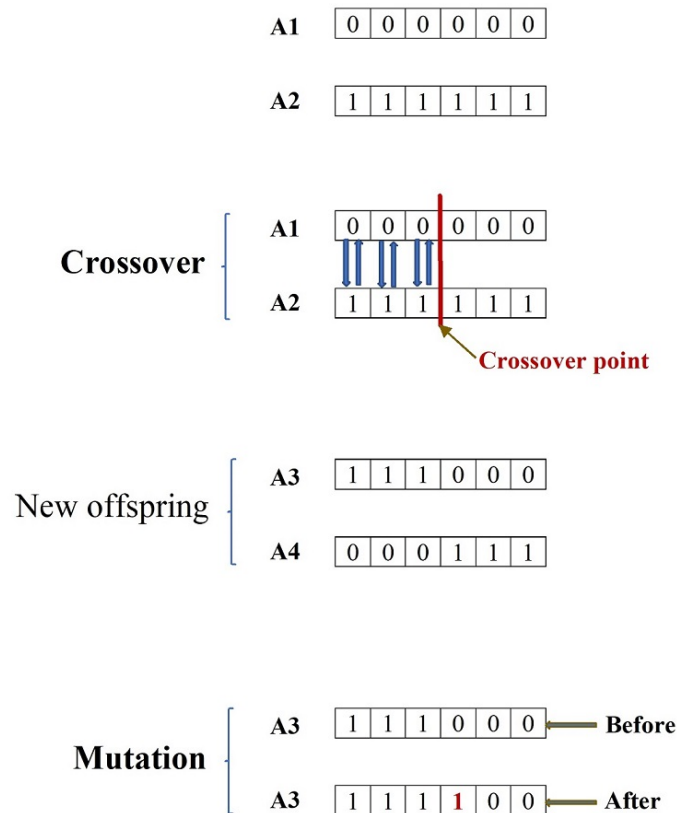 A1 0 0 0 0 0 0
A2 1 1 1 1 1 1
A1 0 0 0 0 0 0
Crossover
A2 1 1 1 1 1 1
Crossover point
A3 1 1 1 0 0 0
New offspring
A4 0 0 0 1 1 1
A3 1 1 1 0 0 0 Before
Mutation
A3 1 1 1 1 0 0 After